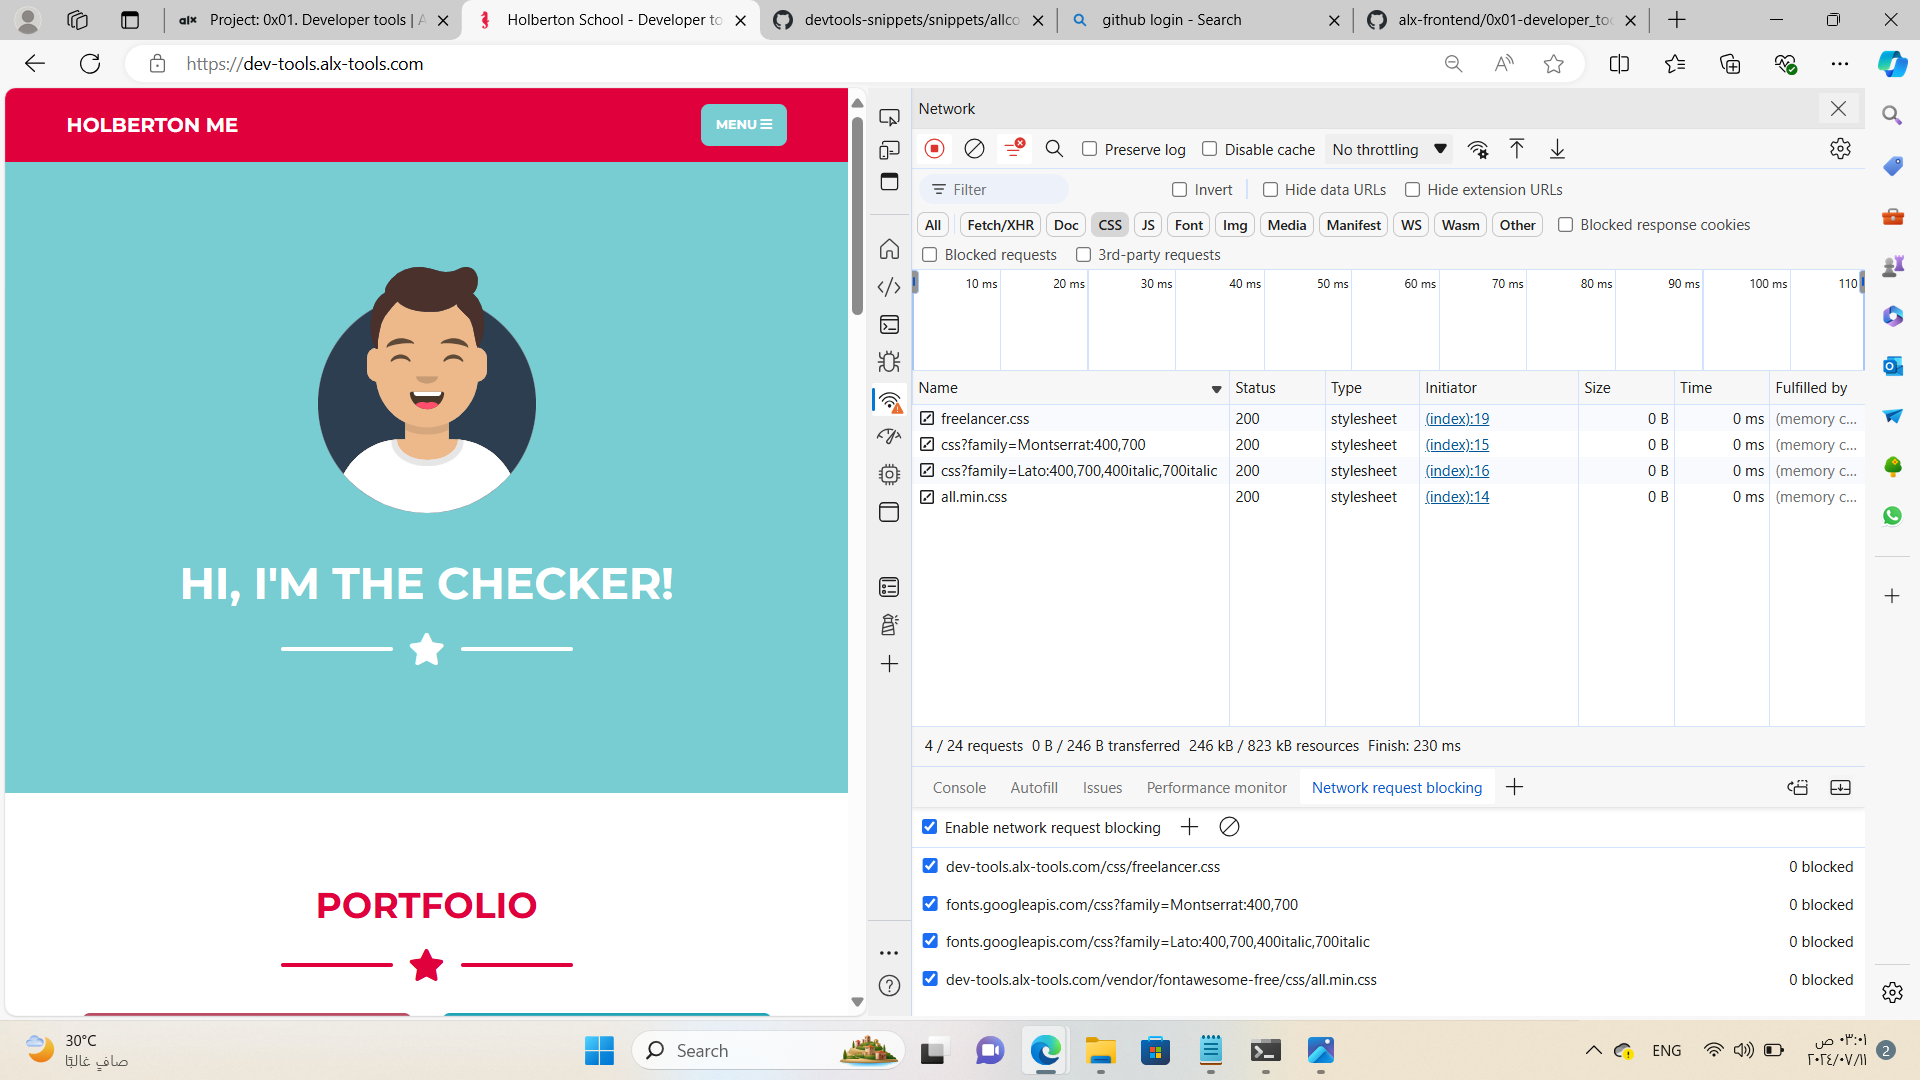 Project: 0x01. Developer tools | A
Holberton School - Developer to
devtools-snippets/snippets/allco
github login - Search
alx-frontend/0x01-developer_too
https://dev-tools.alx-tools.com
HOLBERTON ME
MENU
HI, I'M THE CHECKER!
PORTFOLIO
Network
Preserve log
Disable cache
No throttling
Filter
Invert
Hide data URLs
Hide extension URLs
All
Fetch/XHR
Doc
CSS
JS
Font
Img
Media
Manifest
WS
Wasm
Other
Blocked response cookies
Blocked requests
3rd-party requests
10 ms
20 ms
30 ms
40 ms
50 ms
60 ms
70 ms
80 ms
90 ms
100 ms
110
Name Status Type Initiator Size Time Fulfilled by
freelancer.css 200 stylesheet (index):19 0 B 0 ms (memory c...
css?family=Montserrat:400,700 200 stylesheet (index):15 0 B 0 ms (memory c...
css?family=Lato:400,700,400italic,700italic 200 stylesheet (index):16 0 B 0 ms (memory c...
all.min.css 200 stylesheet (index):14 0 B 0 ms (memory c...
4 / 24 requests 0 B / 246 B transferred 246 kB / 823 kB resources Finish: 230 ms
Console
Autofill
Issues
Performance monitor
Network request blocking
Enable network request blocking
dev-tools.alx-tools.com/css/freelancer.css 0 blocked
fonts.googleapis.com/css?family=Montserrat:400,700 0 blocked
fonts.googleapis.com/css?family=Lato:400,700,400italic,700italic 0 blocked
dev-tools.alx-tools.com/vendor/fontawesome-free/css/all.min.css 0 blocked
30°C
صافٍ غالبًا
Search
ENG
٠٣:٠١ ص
٢٠٢٤/٠٧/١١
2